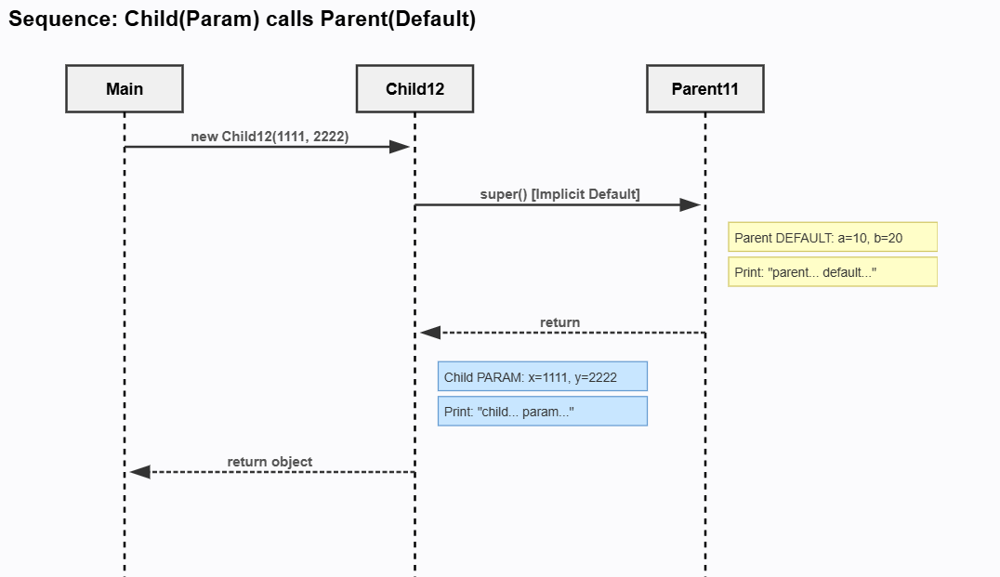 Sequence: Child(Param) calls Parent(Default)
Main
Child12
Parent11
new Child12(1111, 2222)
super() [Implicit Default]
Parent DEFAULT: a=10, b=20
Print: "parent... default..."
return
Child PARAM: x=1111, y=2222
Print: "child... param..."
return object